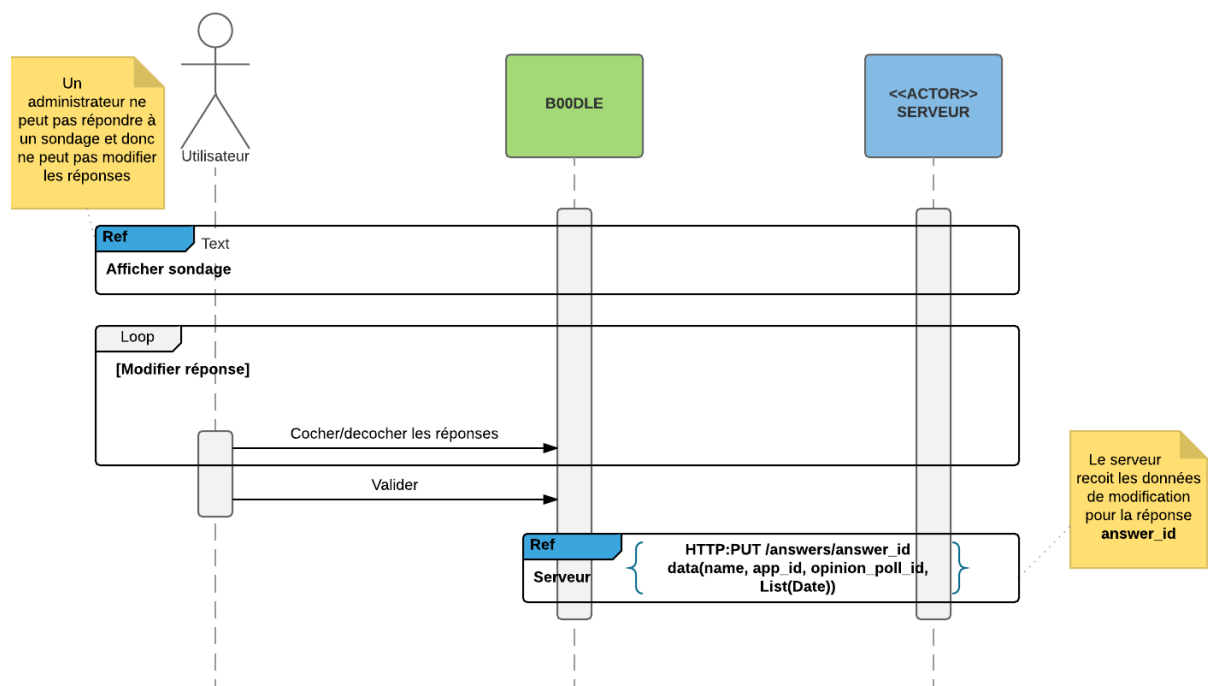 Un
administrateur ne
peut pas répondre à
un sondage et donc
ne peut pas modifier
les réponses
Utilisateur
B00DLE
<<ACTOR>>
SERVEUR
Ref
Text
Afficher sondage
Loop
[Modifier réponse]
Cocher/decocher les réponses
Valider
Ref
Serveur
HTTP:PUT /answers/answer_id
data(name, app_id, opinion_poll_id,
List(Date))
Le serveur
recoit les données
de modification
pour la réponse
answer_id